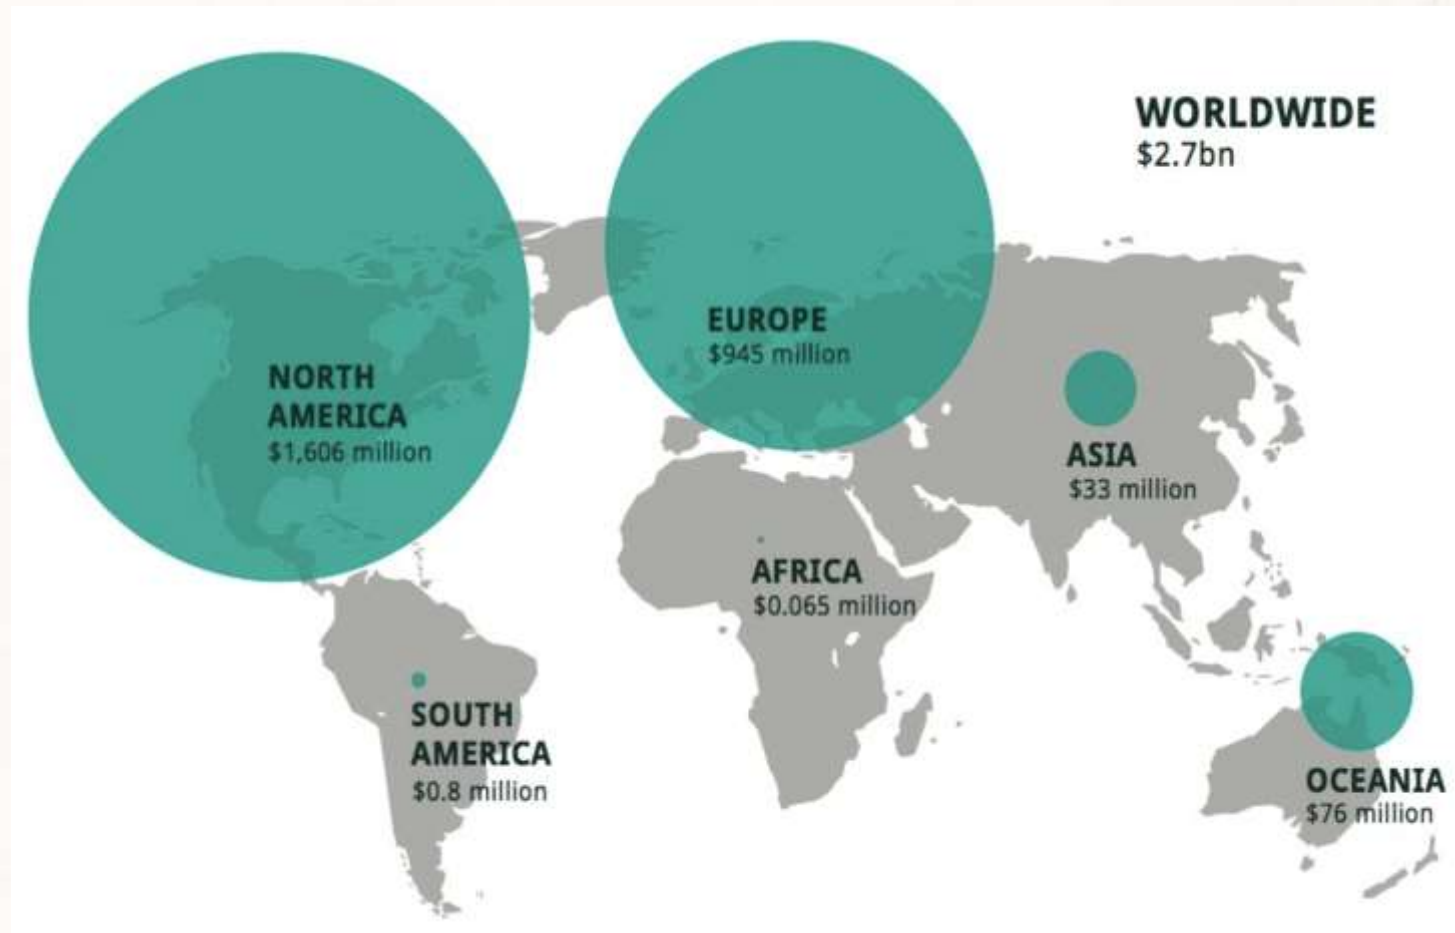 WORLDWIDE
$2.7bn
EUROPE
$945 million
NORTH
AMERICA
$1,606 million
ASIA
$33 million
AFRICA
$0.065 million
SOUTH
AMERICA
$0.8 million
OCEANIA
$76 million